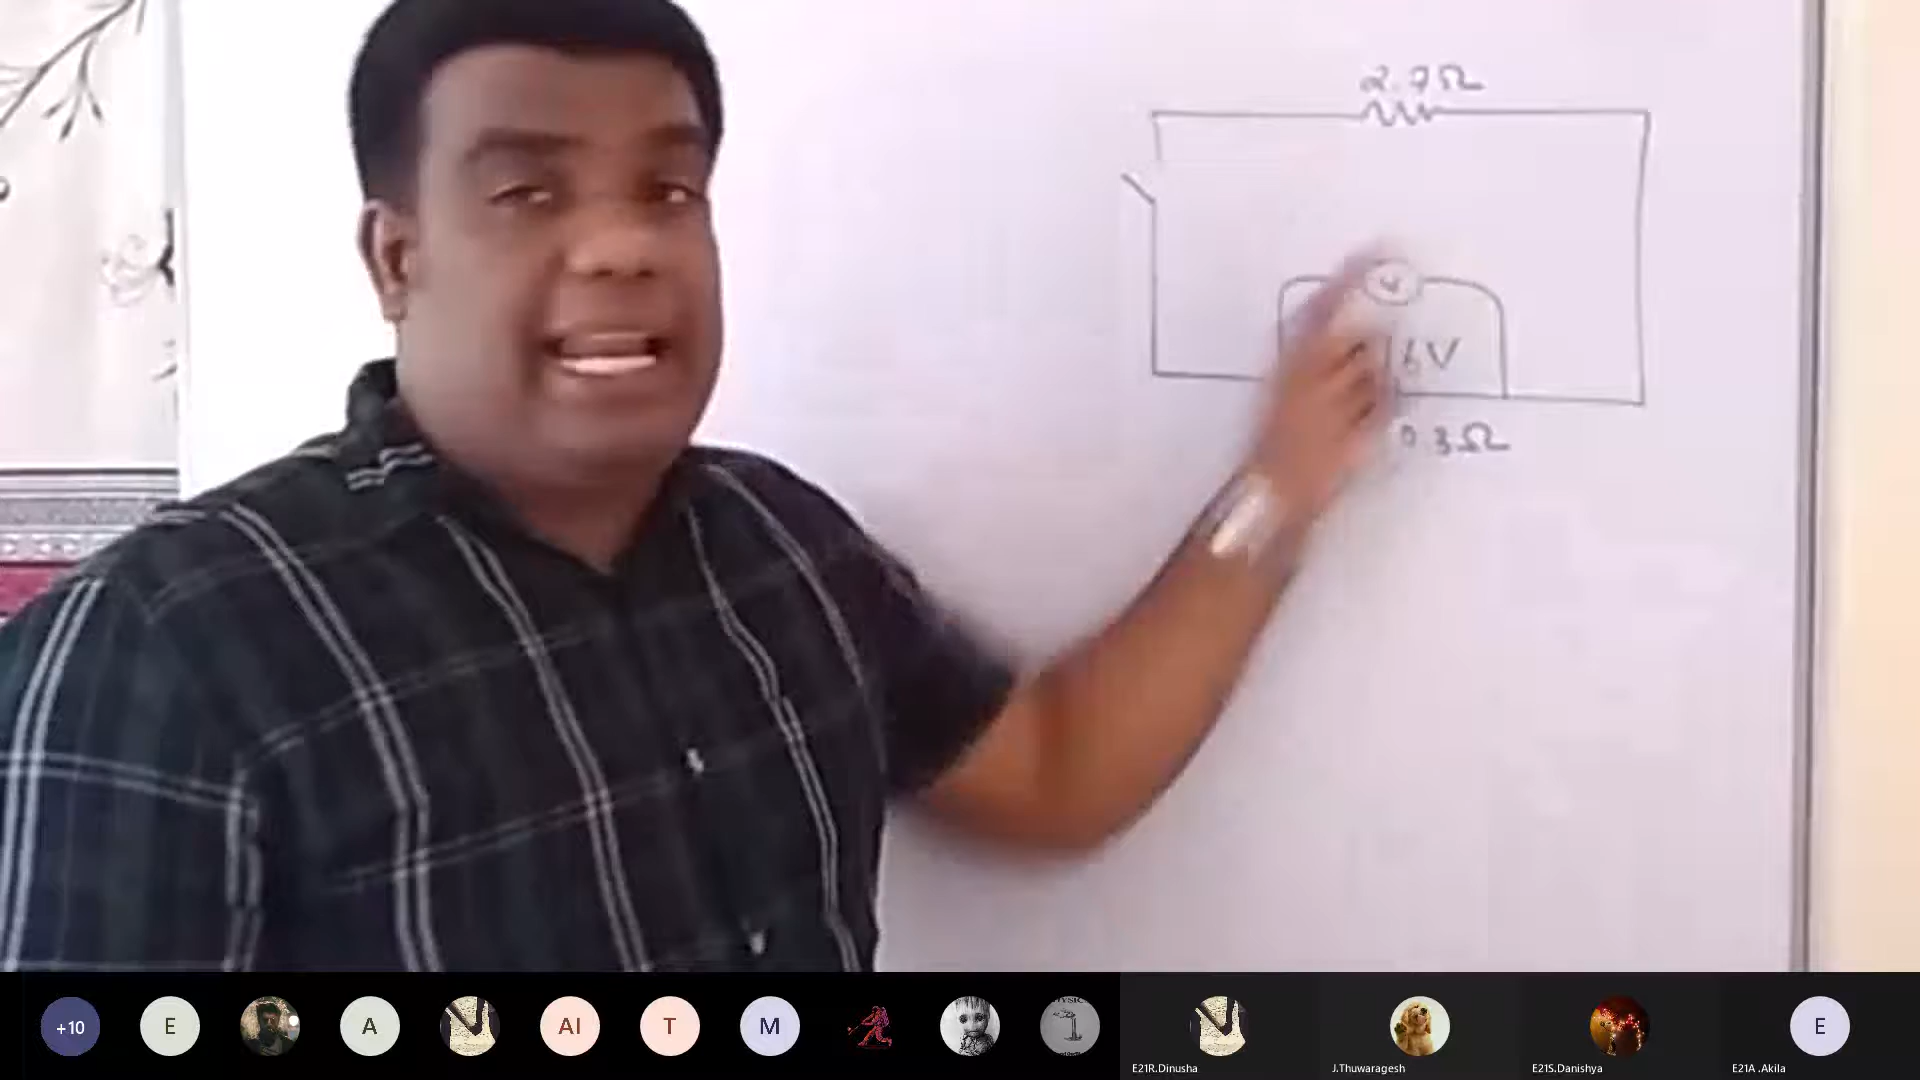 2.7Ω
V
6V
0.3Ω
+10
E
A
AI
T
M
E21R.Dinusha
J.Thuwaragesh
E21S.Danishya
E
E21A .Akila